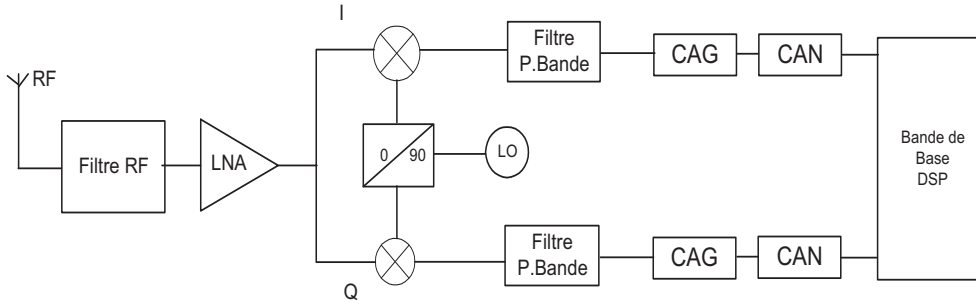 I
RF
Filtre
P.Bande
CAG
CAN
Filtre RF
LNA
0
90
LO
Bande de
Base
DSP
Filtre
P.Bande
CAG
CAN
Q